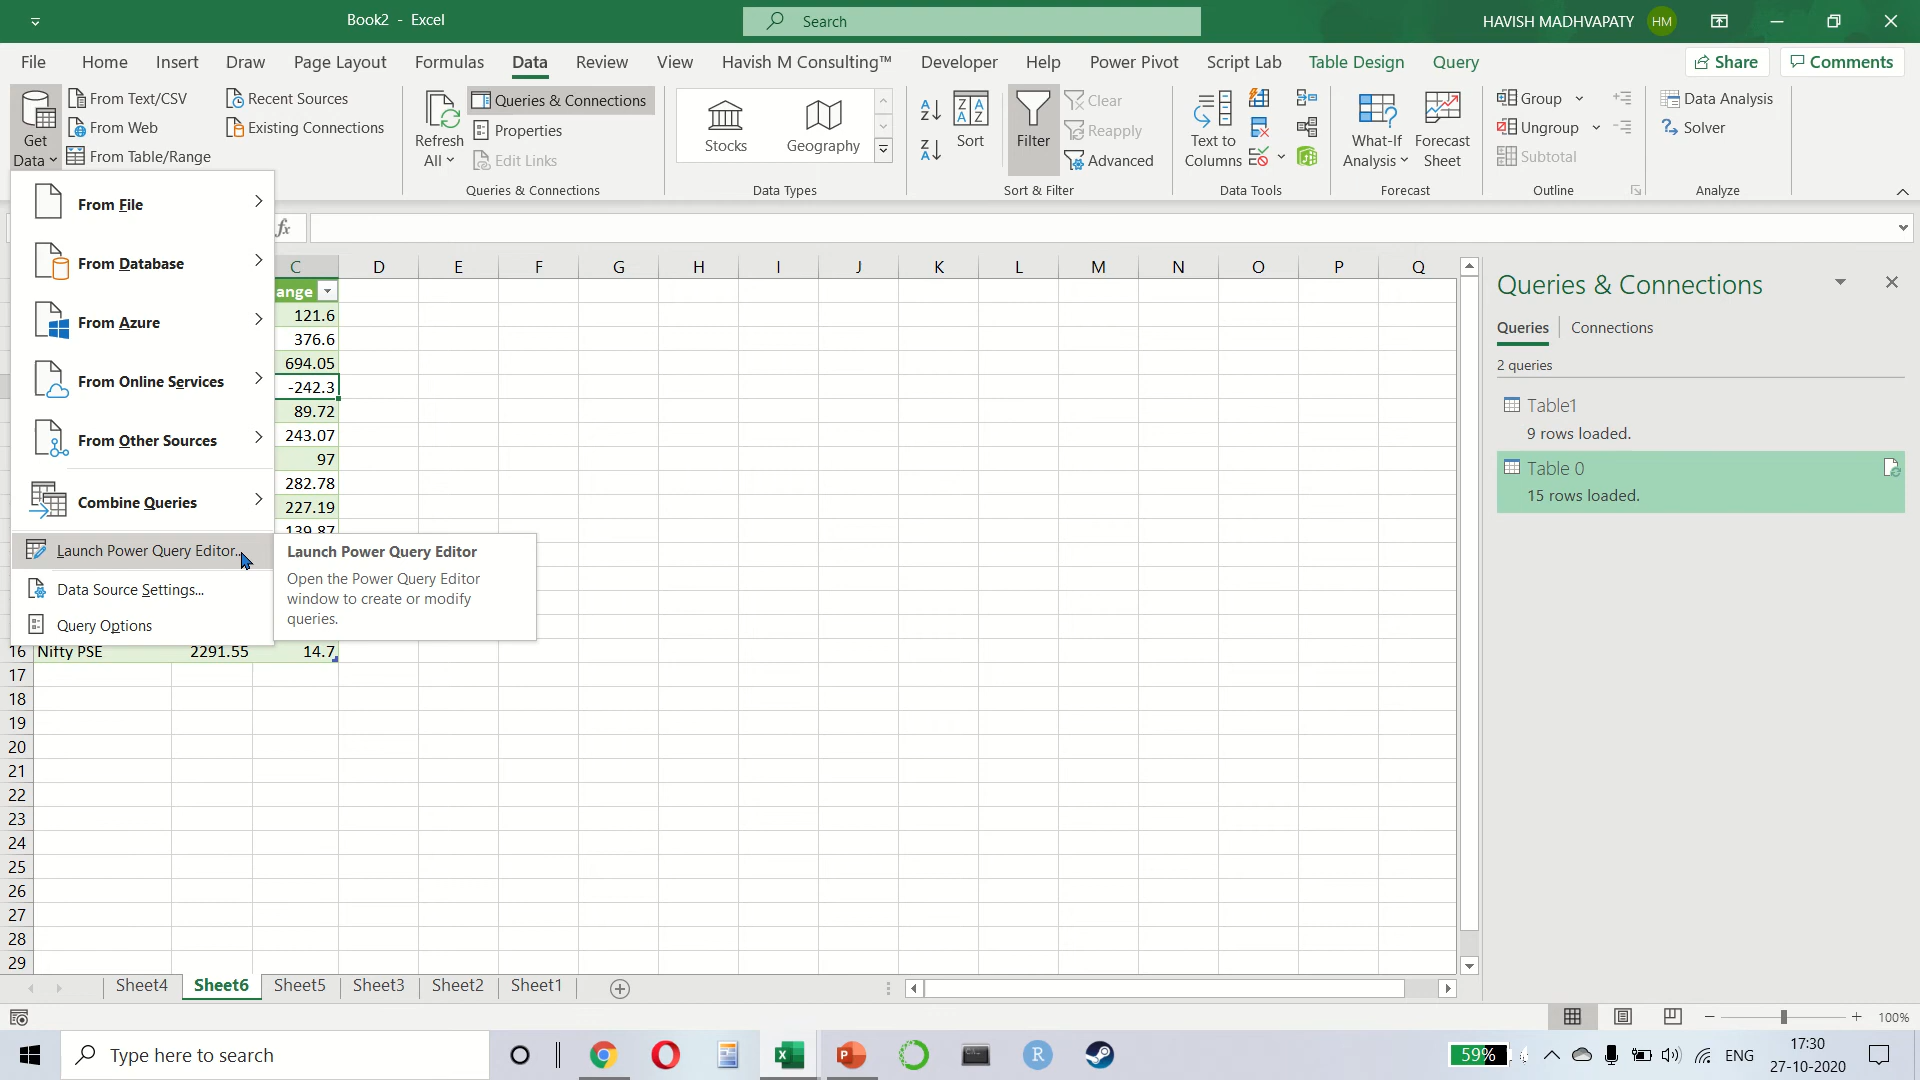 Book2 - Excel
Search
HAVISH MADHVAPATY
HM
File Home Insert Draw Page Layout Formulas Data Review View Havish M Consulting™ Developer Help Power Pivot Script Lab Table Design Query
Share
Comments
Get Data
From Text/CSV
From Web
From Table/Range
Recent Sources
Existing Connections
Refresh All
Queries & Connections
Properties
Edit Links
Queries & Connections
Stocks
Geography
Data Types
Sort
Filter
Clear
Reapply
Advanced
Sort & Filter
Text to Columns
Data Tools
What-If Analysis
Forecast Sheet
Forecast
Group
Ungroup
Subtotal
Outline
Data Analysis
Solver
Analyze
From File
From Database
From Azure
From Online Services
From Other Sources
Combine Queries
Launch Power Query Editor...
Data Source Settings...
Query Options
Launch Power Query Editor
Open the Power Query Editor
window to create or modify
queries.
fx
C D E F G H I J K L M N O P Q
ange
121.6
376.6
694.05
-242.3
89.72
243.07
97
282.78
227.19
139.87
16 Nifty PSE 2291.55 14.7
17
18
19
20
21
22
23
24
25
26
27
28
29
Queries & Connections
Queries Connections
2 queries
Table1
9 rows loaded.
Table 0
15 rows loaded.
Sheet4 Sheet6 Sheet5 Sheet3 Sheet2 Sheet1
100%
Type here to search
59%
ENG
17:30
27-10-2020